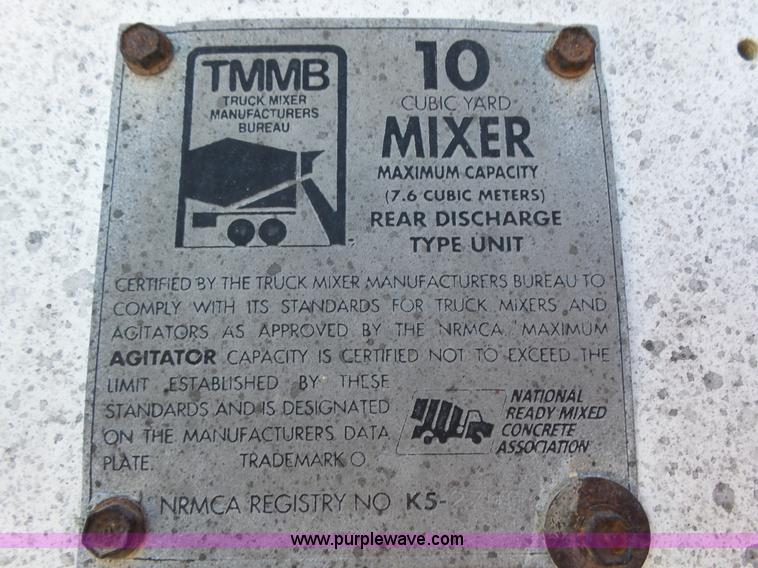 TMMB
TRUCK MIXER
MANUFACTURERS
BUREAU
10
CUBIC YARD
MIXER
MAXIMUM CAPACITY
(7.6 CUBIC METERS)
REAR DISCHARGE
TYPE UNIT
CERTIFIED BY THE TRUCK MIXER MANUFACTURERS BUREAU TO
COMPLY WITH ITS STANDARDS FOR TRUCK MIXERS AND
AGITATORS AS APPROVED BY THE NRMCA. MAXIMUM
AGITATOR CAPACITY IS CERTIFIED NOT TO EXCEED THE
LIMIT ESTABLISHED BY THESE
STANDARDS AND IS DESIGNATED
ON THE MANUFACTURERS DATA
PLATE. TRADEMARK O
NATIONAL
READY MIXED
CONCRETE
ASSOCIATION
NRMCA REGISTRY NO K5-
www.purplewave.com